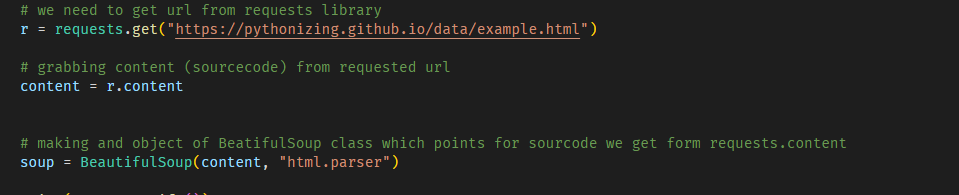 # we need to get url from requests library
r = requests.get("https://pythonizing.github.io/data/example.html")
# grabbing content (sourcecode) from requested url
content = r.content
# making and object of BeatifulSoup class which points for sourcode we get form requests.content
soup = BeautifulSoup(content, "html.parser")